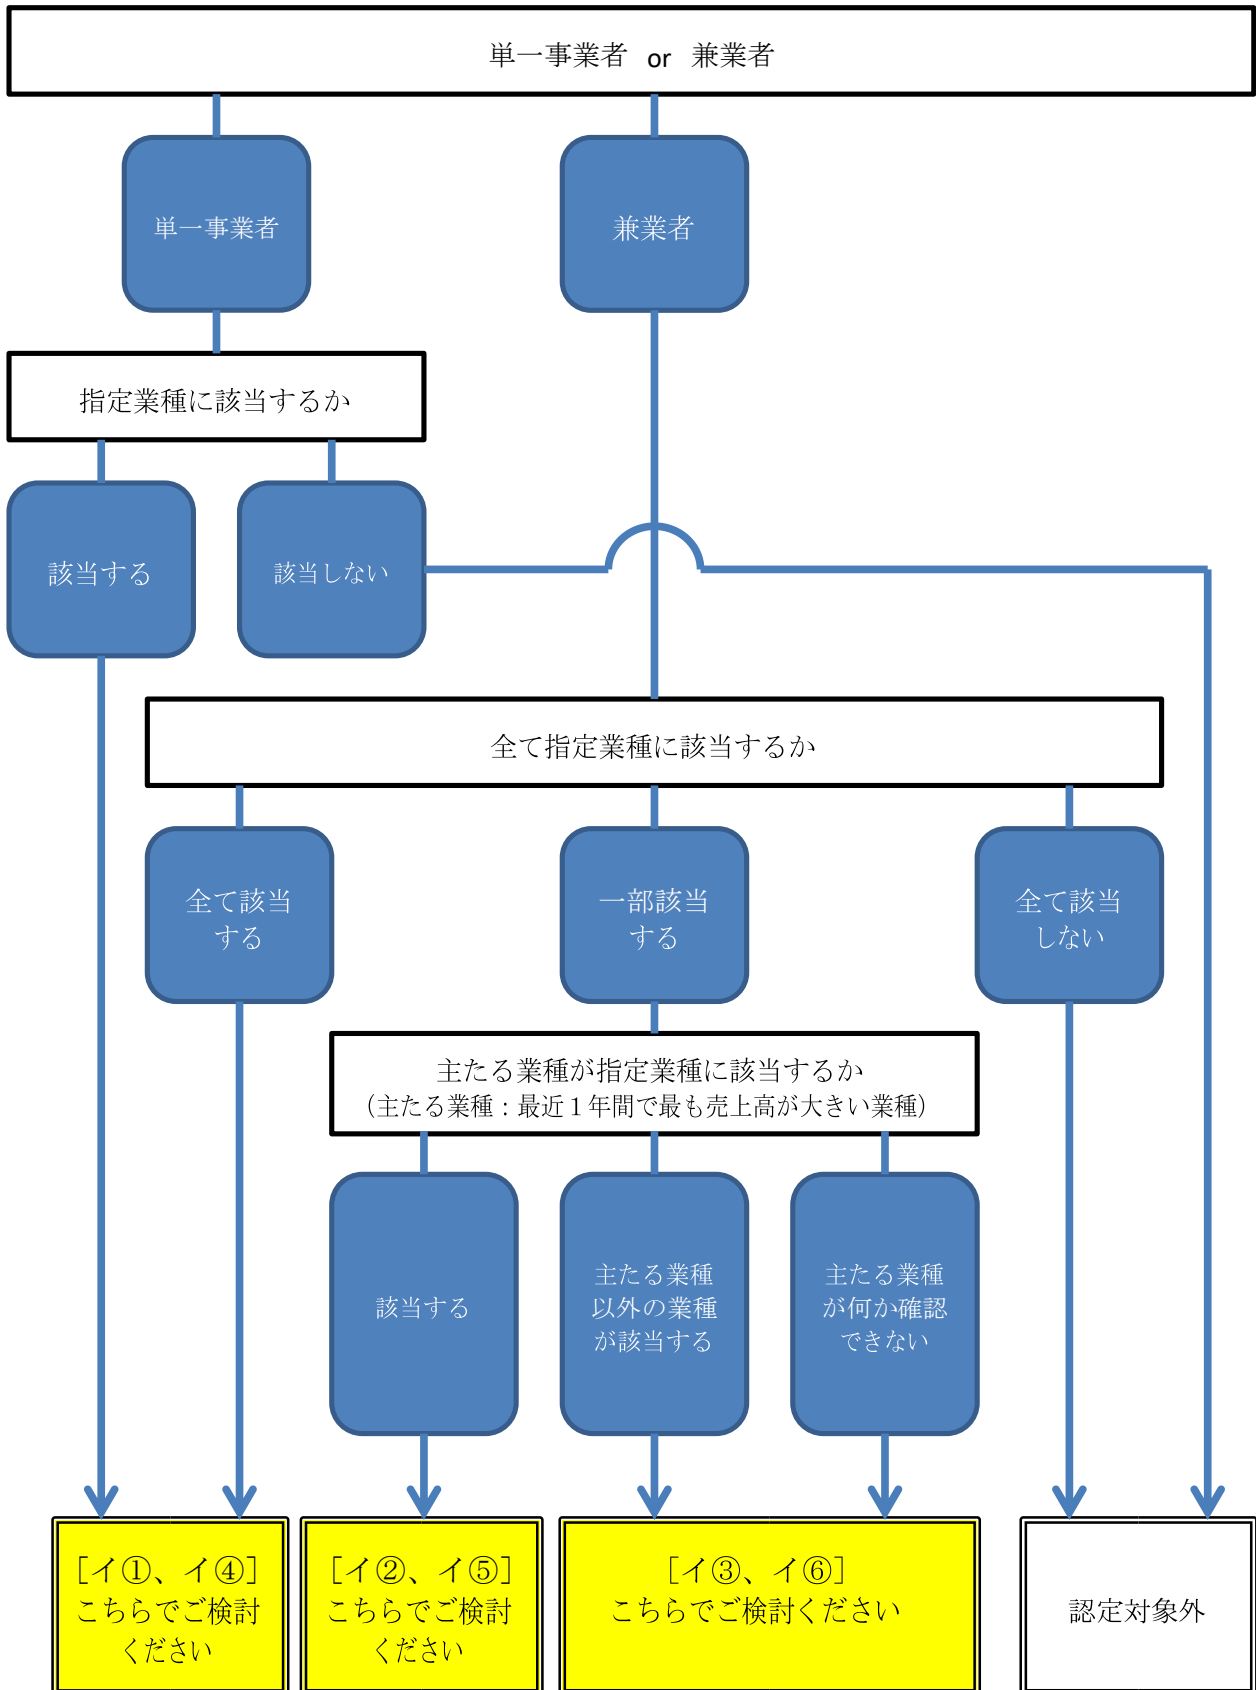 単一事業者 or 兼業者
単一事業者
兼業者
指定業種に該当するか
該当する
該当しない
全て指定業種に該当するか
全て該当
する
一部該当
する
全て該当
しない
主たる業種が指定業種に該当するか
（主たる業種：最近１年間で最も売上高が大きい業種）
該当する
主たる業種
以外の業種
が該当する
主たる業種
が何か確認
できない
［イ①、イ④］
こちらでご検討
ください
［イ②、イ⑤］
こちらでご検討
ください
［イ③、イ⑥］
こちらでご検討ください
認定対象外